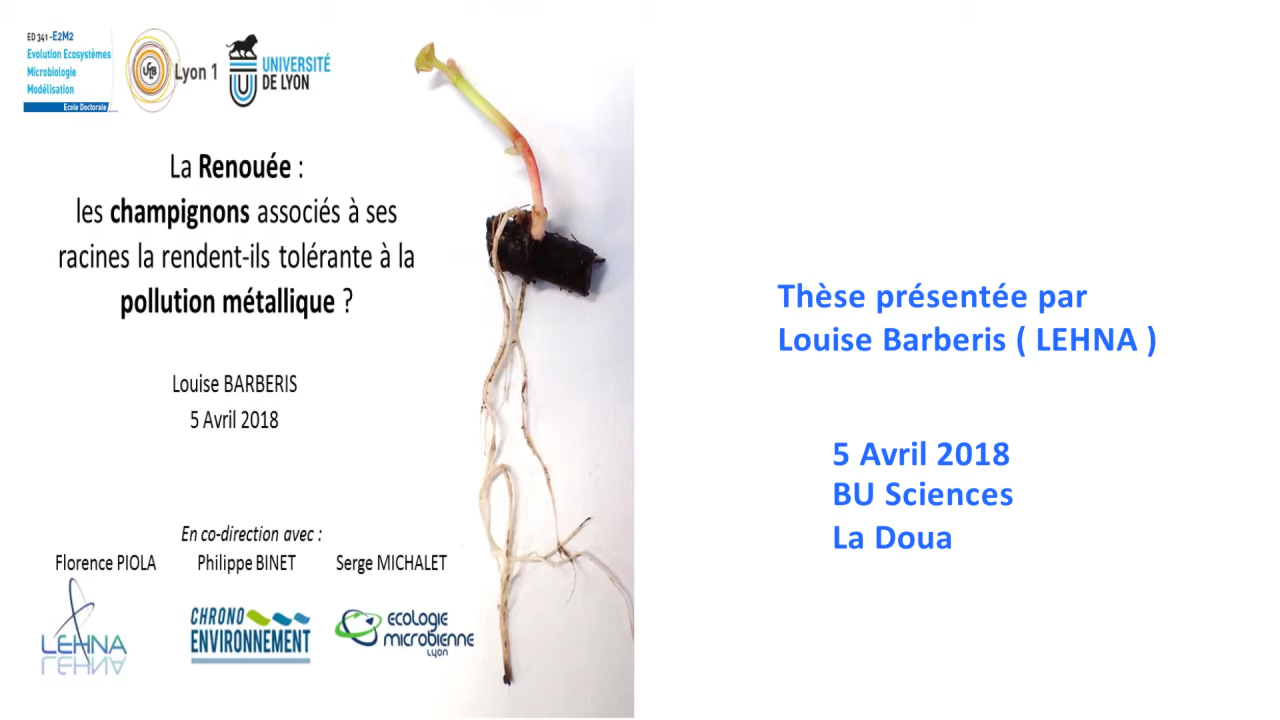 ED 341 -E2M2
Evolution Ecosystèmes
Microbiologie
Modélisation
Ecole Doctorale
Lyon 1
UNIVERSITÉ
DE LYON
La Renouée :
les champignons associés à ses
racines la rendent-ils tolérante à la
pollution métallique ?
Louise BARBERIS
5 Avril 2018
En co-direction avec :
Florence PIOLA Philippe BINET Serge MICHALET
LEHNA
CHRONO
ENVIRONNEMENT
ECOLOGIE
microbienne
Lyon
Thèse présentée par
Louise Barberis ( LEHNA )
5 Avril 2018
BU Sciences
La Doua